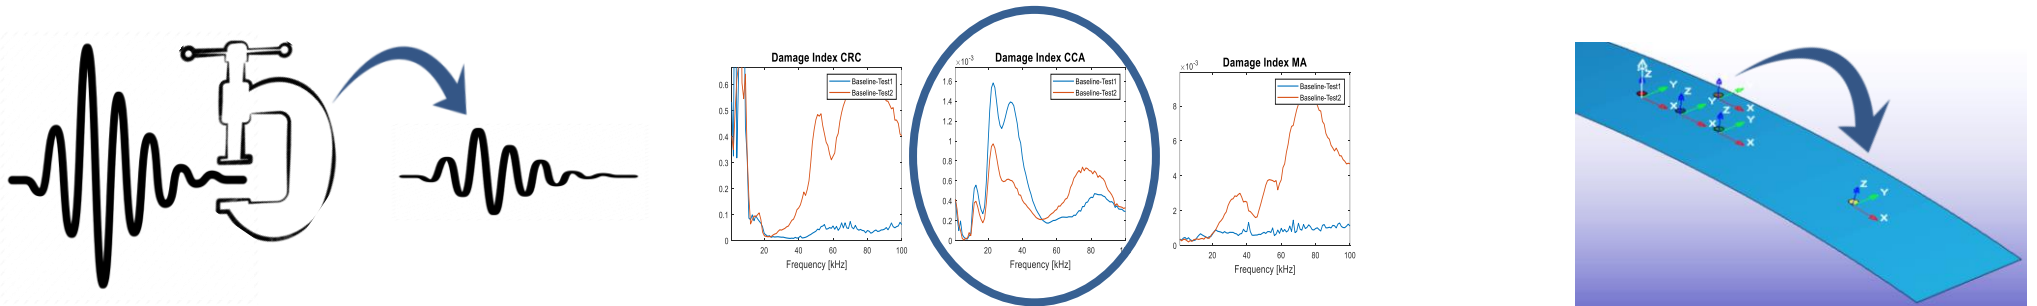 Damage Index CRC
Baseline-Test1
Baseline-Test2
0.6
0.5
0.4
0.3
0.2
0.1
0
20
40
60
80
100
Frequency [kHz]
Damage Index CCA
×10⁻³
Baseline-Test1
Baseline-Test2
1.6
1.4
1.2
1
0.8
0.6
0.4
0.2
0
20
40
60
80
Frequency [kHz]
Damage Index MA
×10⁻³
Baseline-Test1
Baseline-Test2
8
6
4
2
0
20
40
60
80
100
Frequency [kHz]
Z
Y
X
Z
Y
X
Z
Y
X
Z
Y
X